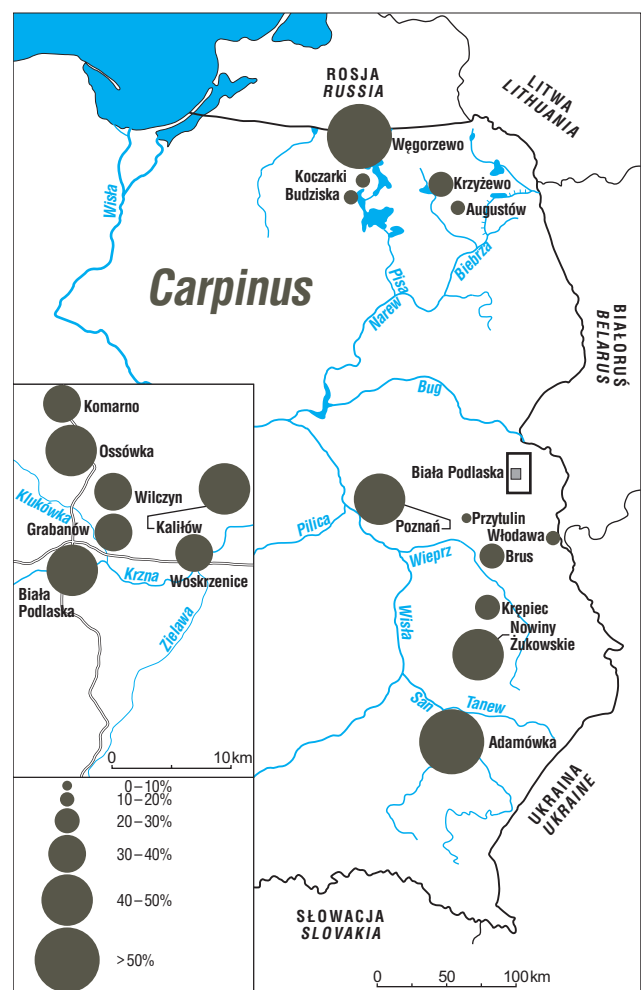 ROSJA
RUSSIA
LITWA
LITHUANIA
Węgorzewo
Koczarki
Budziska
Krzyżewo
Augustów
Wisła
Carpinus
Pisa
Biebrza
Narew
BIAŁORUŚ
BELARUS
Bug
Komarno
Ossówka
Wilczyn
Klukówka
Grabanów
Kaliłów
Krzna
Woskrzenice
Biała
Podlaska
Zielawa
0
10 km
Biała Podlaska
Pilica
Poznań
Przytulin
Włodawa
Wieprz
Brus
Krępiec
Wisła
Nowiny
Żukowskie
San
Tanew
Adamówka
UKRAINA
UKRAINE
0–10%
10–20%
20–30%
30–40%
40–50%
>50%
SŁOWACJA
SLOVAKIA
0
50
100 km